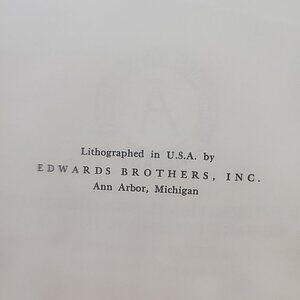 Lithographed in U.S.A. by
EDWARDS BROTHERS, INC.
Ann Arbor, Michigan